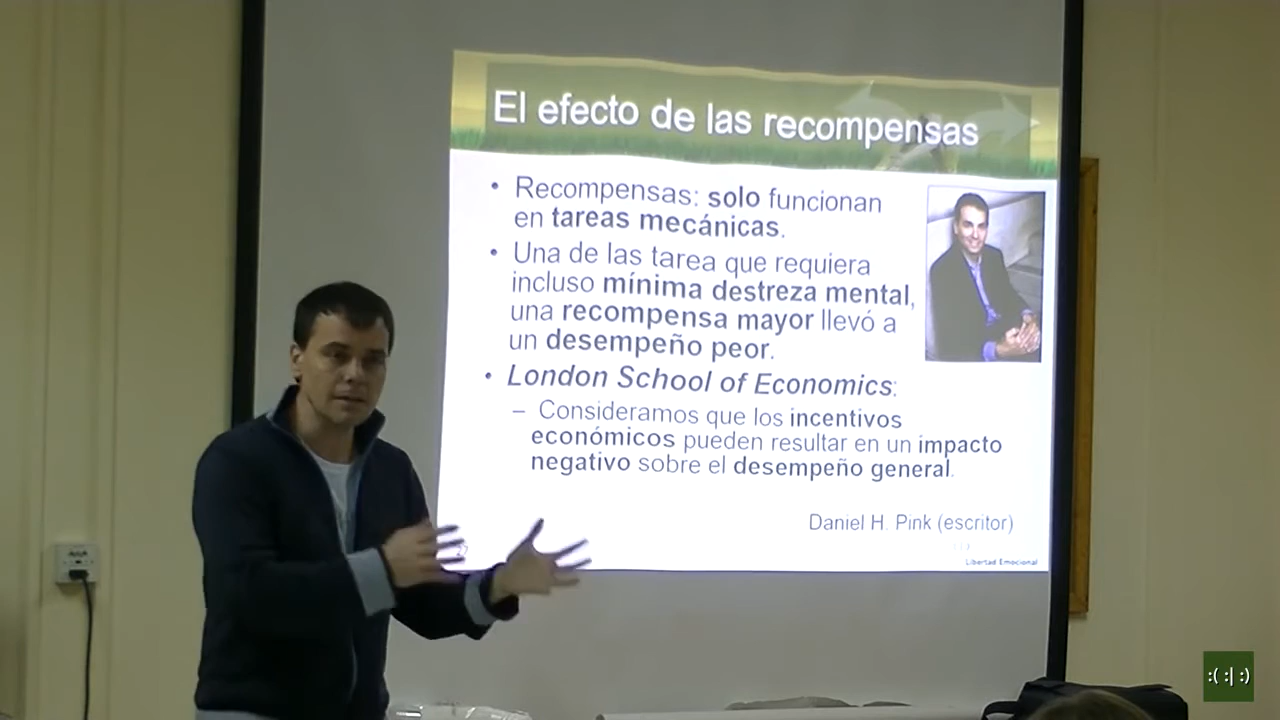 El efecto de las recompensas
• Recompensas: solo funcionan
en tareas mecánicas.
• Una de las tarea que requiera
incluso mínima destreza mental,
una recompensa mayor llevó a
un desempeño peor.
• London School of Economics:
– Consideramos que los incentivos
económicos pueden resultar en un impacto
negativo sobre el desempeño general.
Daniel H. Pink (escritor)
Libertad Emocional
:( :| :)